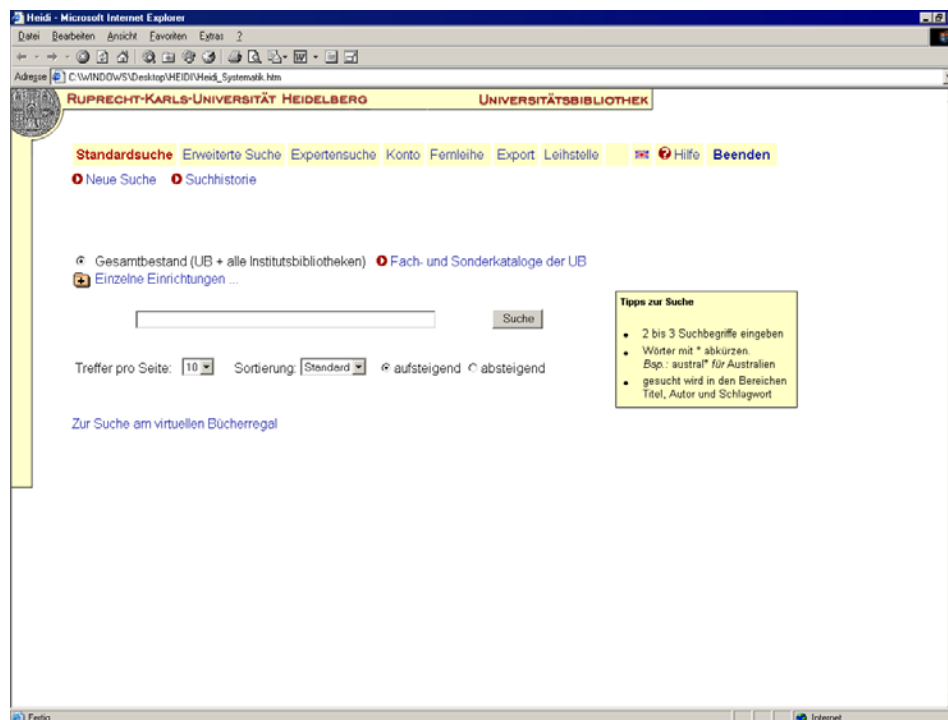 Heidi - Microsoft Internet Explorer
Datei Bearbeiten Ansicht Favoriten Extras ?
Adresse C:\WINDOWS\Desktop\HEIDI\Heidi_Systematik.htm
RUPRECHT-KARLS-UNIVERSITÄT HEIDELBERG UNIVERSITÄTSBIBLIOTHEK
Standardsuche Erweiterte Suche Expertensuche Konto Fernleihe Export Leihstelle Hilfe Beenden
Neue Suche Suchhistorie
Gesamtbestand (UB + alle Institutsbibliotheken) Fach- und Sonderkataloge der UB
Einzelne Einrichtungen ...
Suche
Treffer pro Seite: 10 Sortierung: Standard aufsteigend absteigend
Zur Suche am virtuellen Bücherregal
Tipps zur Suche
2 bis 3 Suchbegriffe eingeben
Wörter mit * abkürzen.
Bsp.: austral* für Australien
gesucht wird in den Bereichen
Titel, Autor und Schlagwort
Fertig Internet